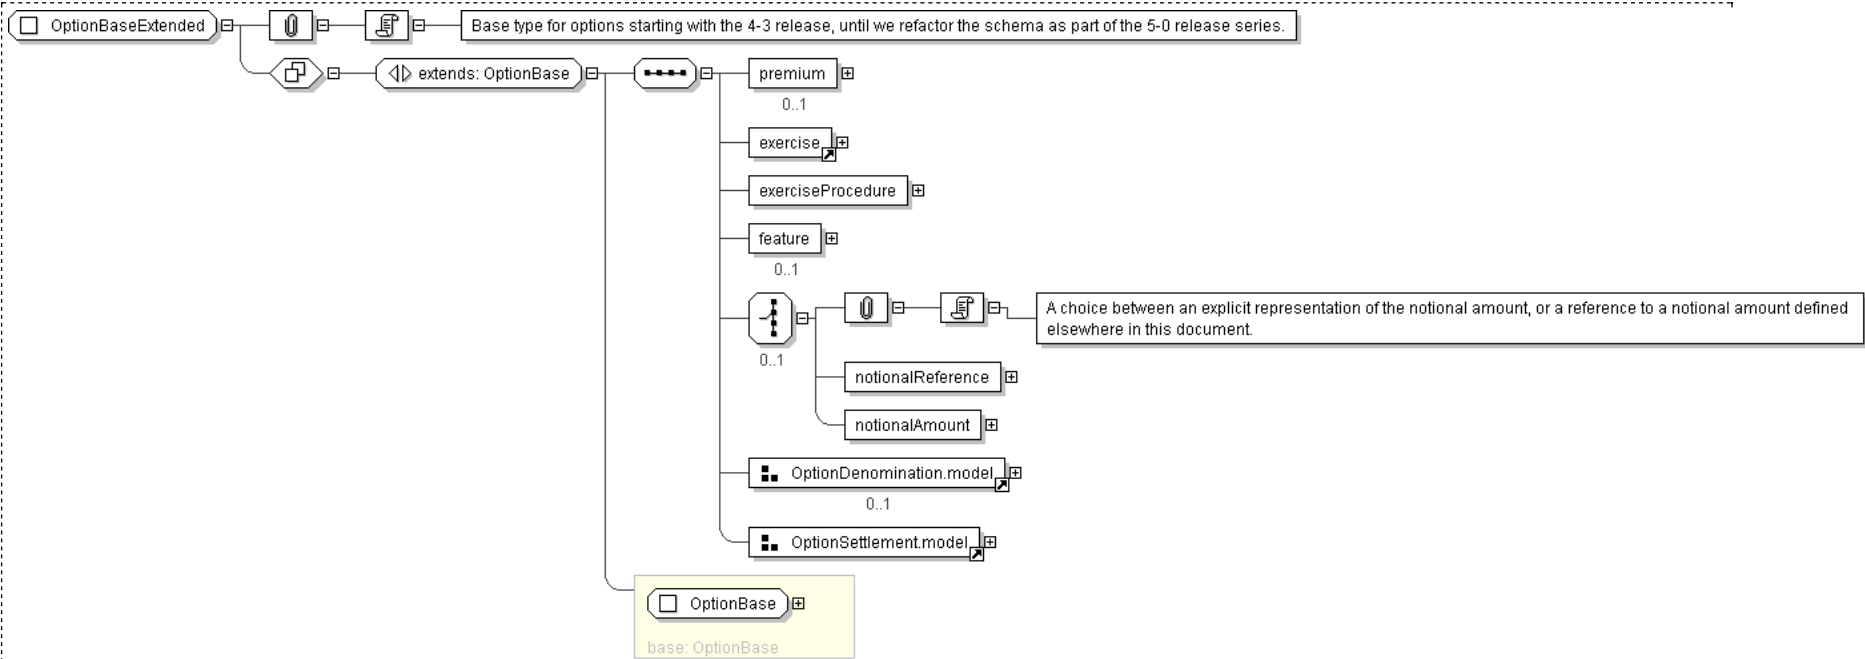 OptionBaseExtended
Base type for options starting with the 4-3 release, until we refactor the schema as part of the 5-0 release series.
extends: OptionBase
premium
0..1
exercise
exerciseProcedure
feature
0..1
A choice between an explicit representation of the notional amount, or a reference to a notional amount defined
elsewhere in this document.
0..1
notionalReference
notionalAmount
OptionDenomination.model
0..1
OptionSettlement.model
OptionBase
base: OptionBase